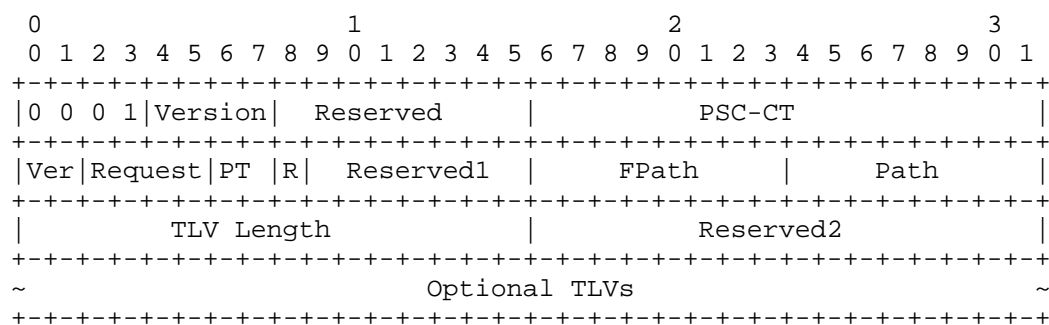 0                   1                   2                   3
 0 1 2 3 4 5 6 7 8 9 0 1 2 3 4 5 6 7 8 9 0 1 2 3 4 5 6 7 8 9 0 1
+-+-+-+-+-+-+-+-+-+-+-+-+-+-+-+-+-+-+-+-+-+-+-+-+-+-+-+-+-+-+-+-+
|0 0 0 1|Version|  Reserved     |          PSC-CT               |
+-+-+-+-+-+-+-+-+-+-+-+-+-+-+-+-+-+-+-+-+-+-+-+-+-+-+-+-+-+-+-+-+
|Ver|Request|PT |R|  Reserved1  |     FPath     |     Path      |
+-+-+-+-+-+-+-+-+-+-+-+-+-+-+-+-+-+-+-+-+-+-+-+-+-+-+-+-+-+-+-+-+
|         TLV Length            |          Reserved2            |
+-+-+-+-+-+-+-+-+-+-+-+-+-+-+-+-+-+-+-+-+-+-+-+-+-+-+-+-+-+-+-+-+
~                         Optional TLVs                         ~
+-+-+-+-+-+-+-+-+-+-+-+-+-+-+-+-+-+-+-+-+-+-+-+-+-+-+-+-+-+-+-+-+